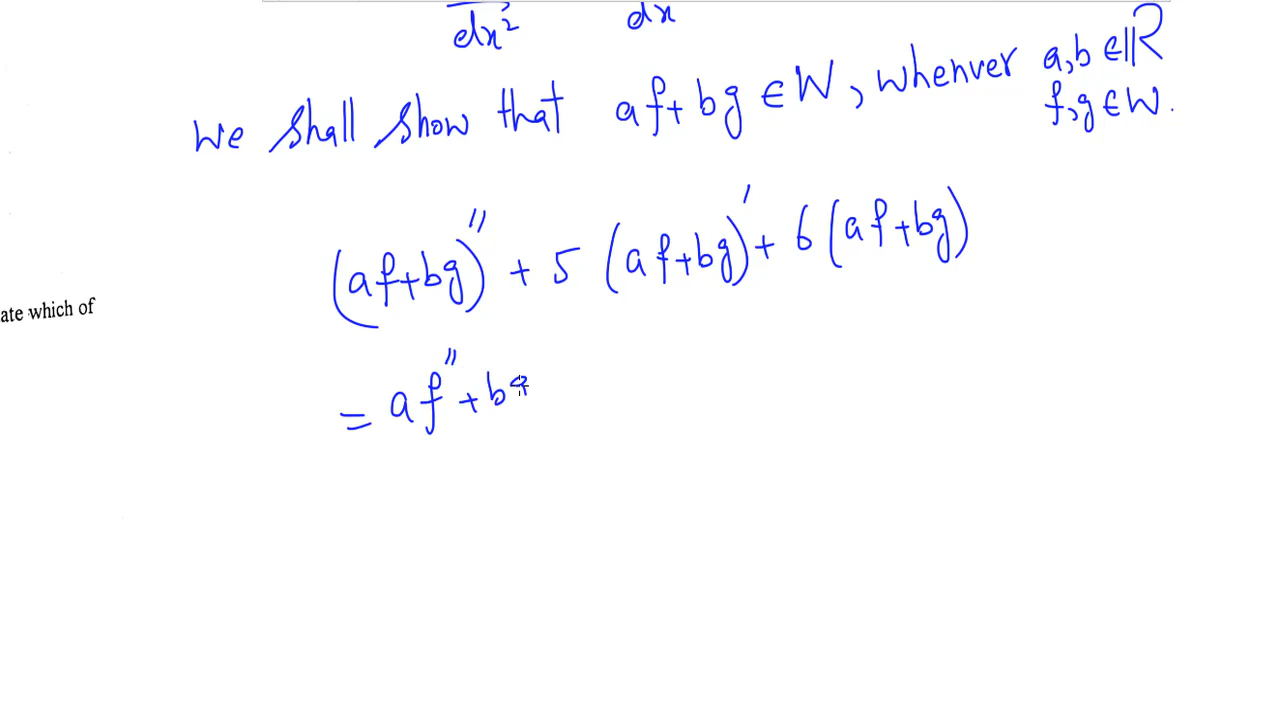 dx² dx
We shall show that af+bg ∈ W, whenver a,b ∈ ℝ
f,g ∈ W.
(af+bg)'' + 5 (af+bg)' + 6 (af+bg)
ate which of
= af'' + bg